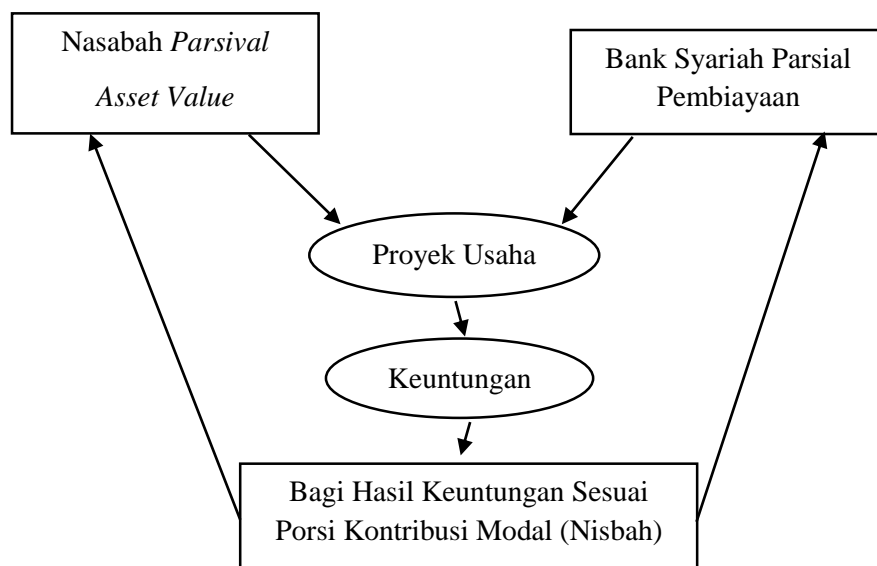 Nasabah Parsival
Asset Value
Bank Syariah Parsial
Pembiayaan
Proyek Usaha
Keuntungan
Bagi Hasil Keuntungan Sesuai
Porsi Kontribusi Modal (Nisbah)